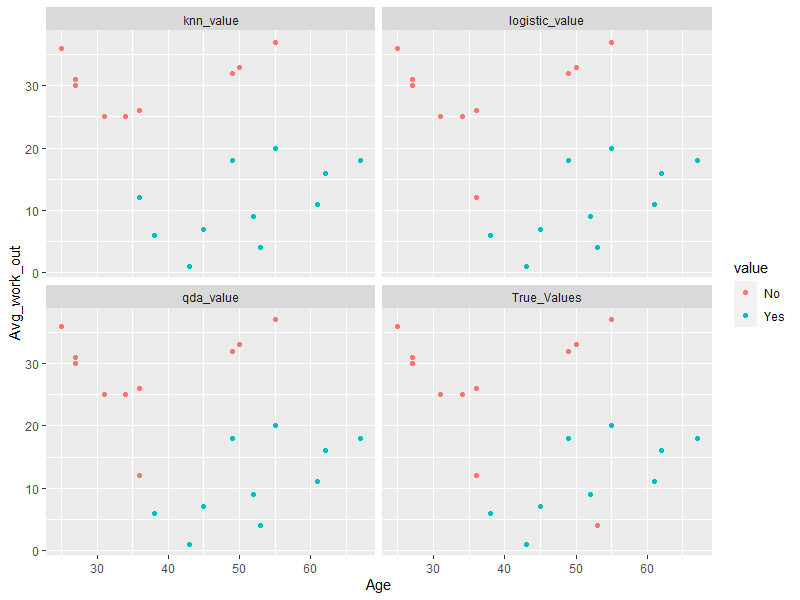 knn_value
logistic_value
30
20
10
0
qda_value
True_Values
30
20
10
0
30
40
50
60
30
40
50
60
Age
Avg_work_out
value
No
Yes